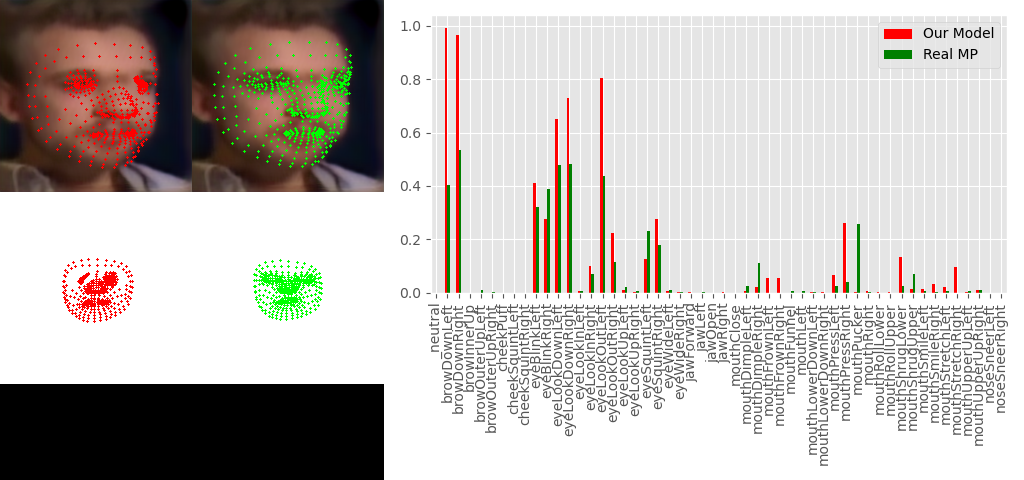 1.0
0.8
0.6
0.4
0.2
0.0
Our Model
Real MP
neutral
browDownLeft
browDownRight
browInnerUp
browOuterUpLeft
browOuterUpRight
cheekPuff
cheekSquintLeft
cheekSquintRight
eyeBlinkLeft
eyeBlinkRight
eyeLookDownLeft
eyeLookDownRight
eyeLookInLeft
eyeLookInRight
eyeLookOutLeft
eyeLookOutRight
eyeLookUpLeft
eyeLookUpRight
eyeSquintLeft
eyeSquintRight
eyeWideLeft
eyeWideRight
jawForward
jawLeft
jawOpen
jawRight
mouthClose
mouthDimpleLeft
mouthDimpleRight
mouthFrownLeft
mouthFrownRight
mouthFunnel
mouthLeft
mouthLowerDownLeft
mouthLowerDownRight
mouthPressLeft
mouthPressRight
mouthPucker
mouthRight
mouthRollLower
mouthRollUpper
mouthShrugLower
mouthShrugUpper
mouthSmileLeft
mouthSmileRight
mouthStretchLeft
mouthStretchRight
mouthUpperUpLeft
mouthUpperUpRight
noseSneerLeft
noseSneerRight